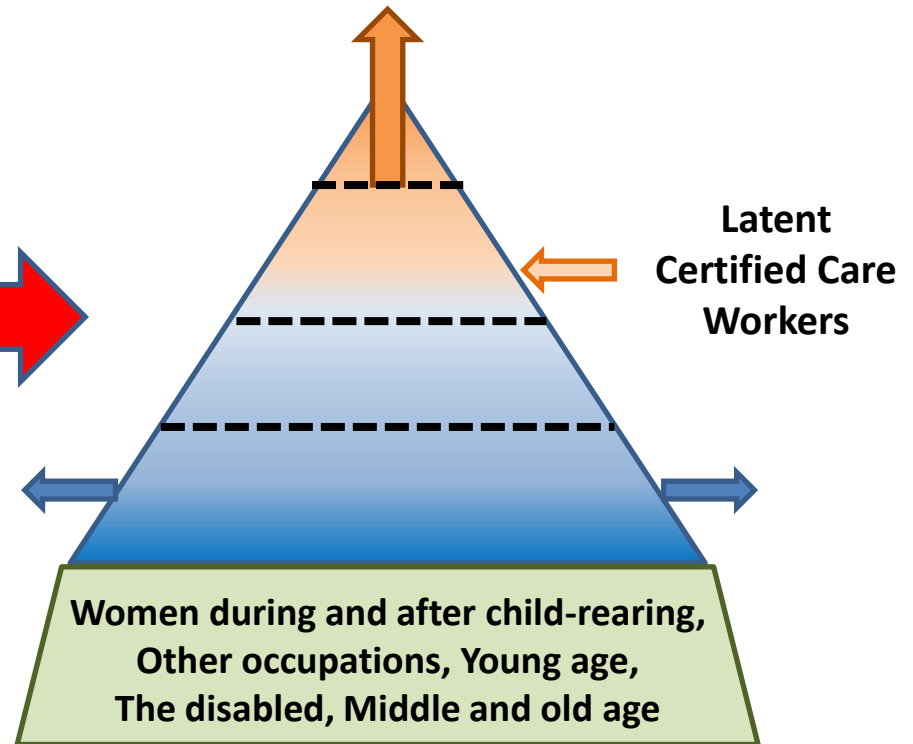 Latent
Certified Care
Workers
Women during and after child-rearing,
Other occupations, Young age,
The disabled, Middle and old age